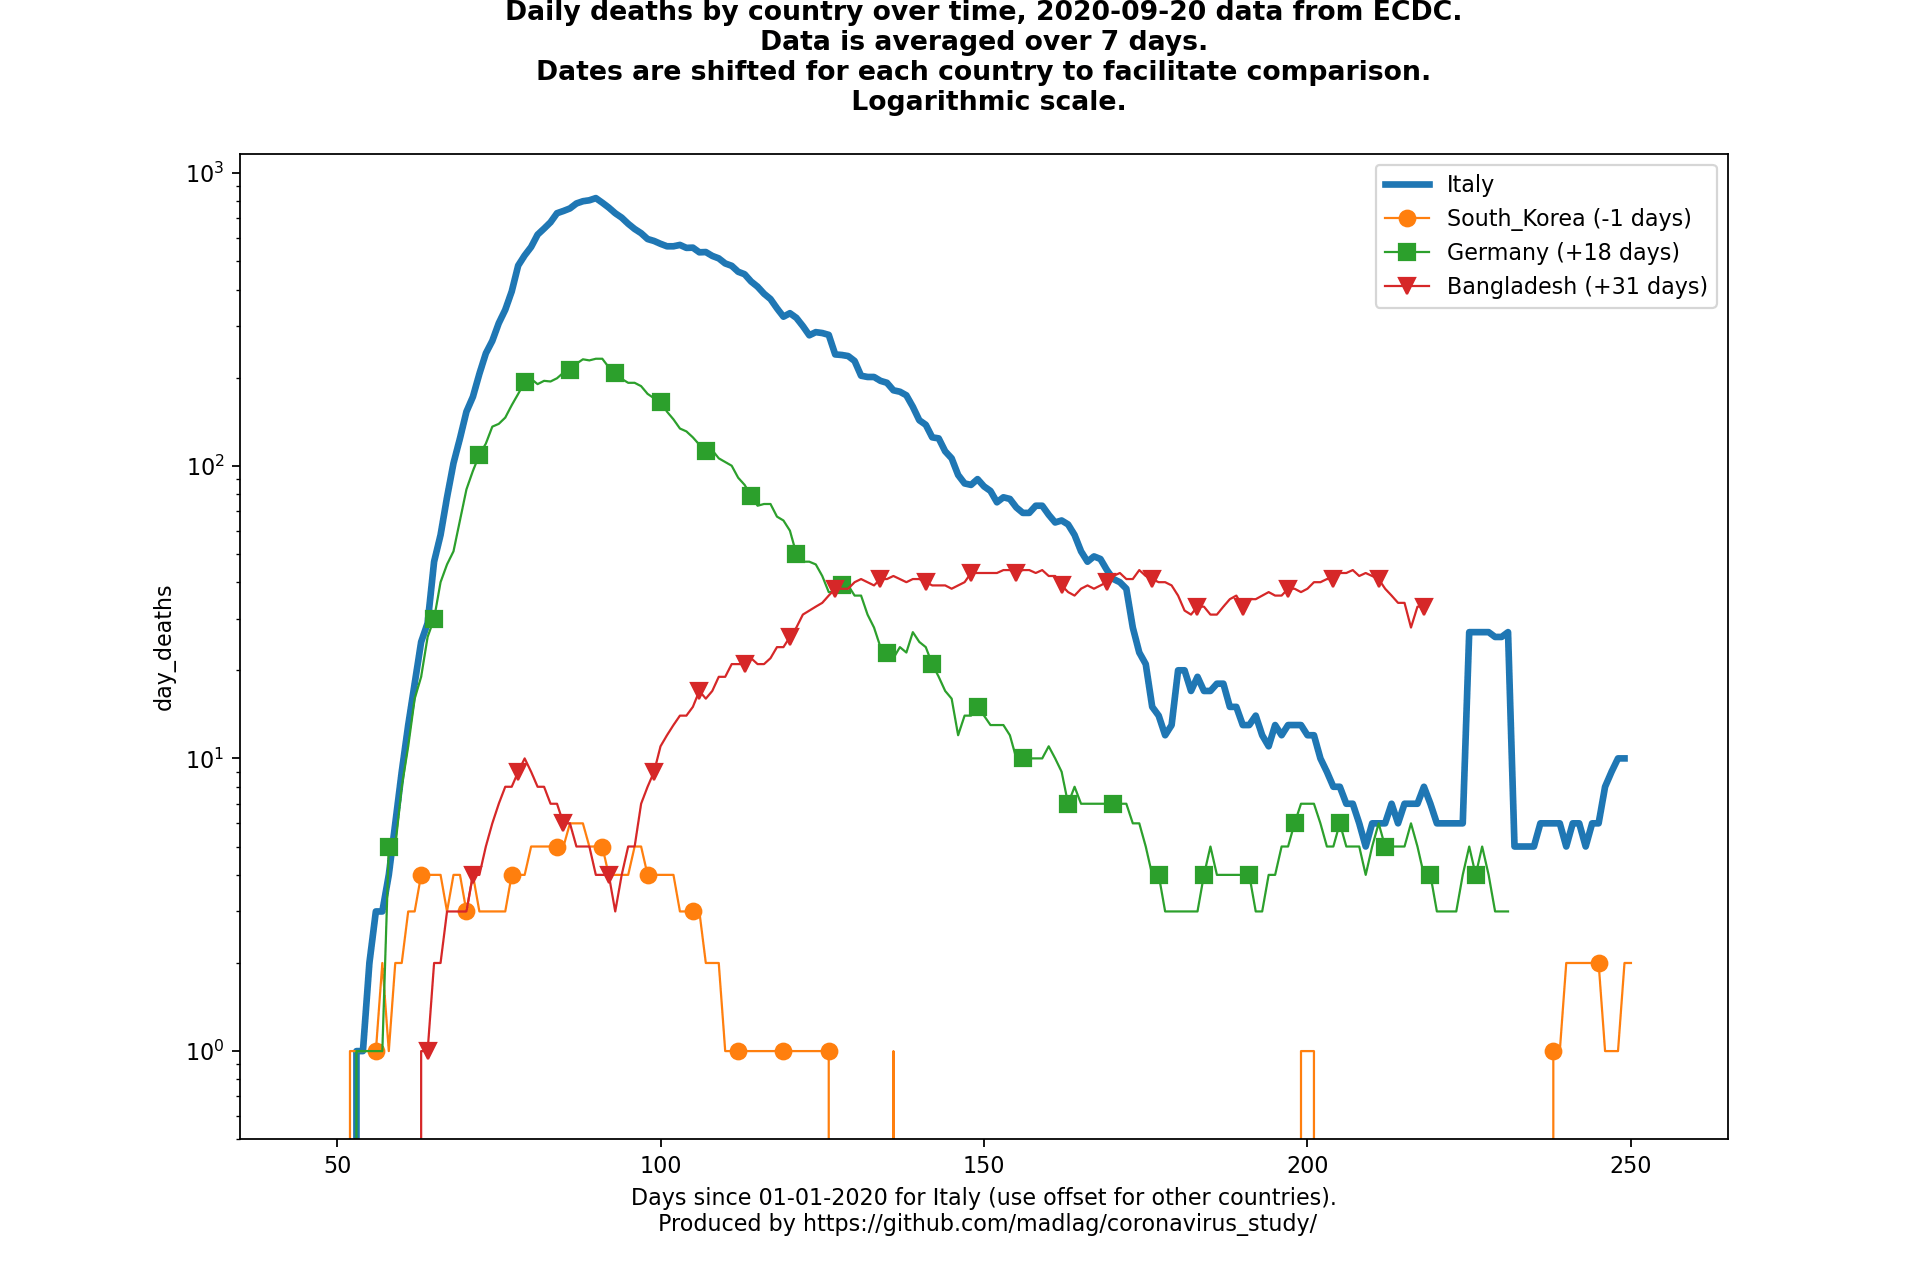 Daily deaths by country over time, 2020-09-20 data from ECDC.
Data is averaged over 7 days.
Dates are shifted for each country to facilitate comparison.
Logarithmic scale.
10³
10²
10¹
10⁰
day_deaths
Italy
South_Korea (-1 days)
Germany (+18 days)
Bangladesh (+31 days)
50 100 150 200 250
Days since 01-01-2020 for Italy (use offset for other countries).
Produced by https://github.com/madlag/coronavirus_study/